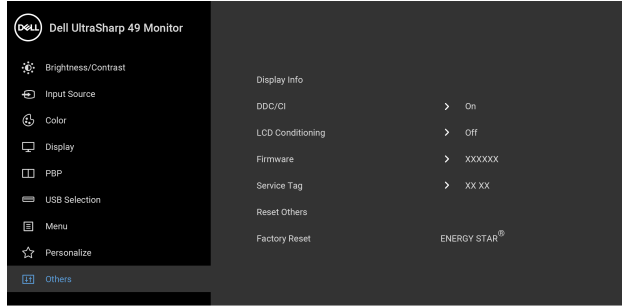 DELL Dell UltraSharp 49 Monitor
Brightness/Contrast
Input Source
Color
Display
PBP
USB Selection
Menu
Personalize
Others
Display Info
DDC/CI > On
LCD Conditioning > Off
Firmware > XXXXXX
Service Tag > XX XX
Reset Others
Factory Reset ENERGY STAR®